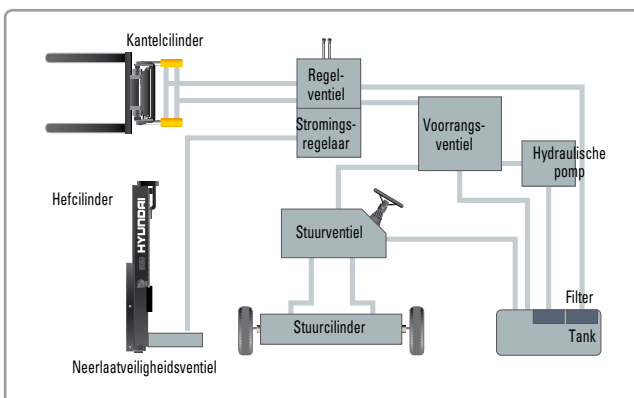 Kantelcilinder
Regel-
ventiel
Stromings-
regelaar
Voorrangs-
ventiel
Hydraulische
pomp
Hefcilinder
HYUNDAI
Stuurventiel
Stuurcilinder
Filter
Tank
Neerlaatveiligheidsventiel